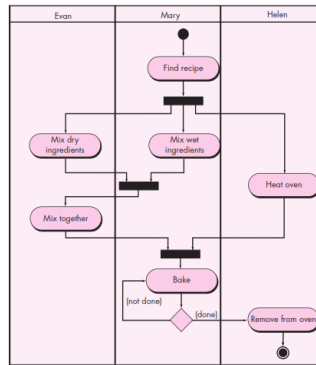 Evan
Mary
Helen
Find recipe
Mix dry
ingredients
Mix wet
ingredients
Heat oven
Mix together
Bake
(not done)
(done)
Remove from oven